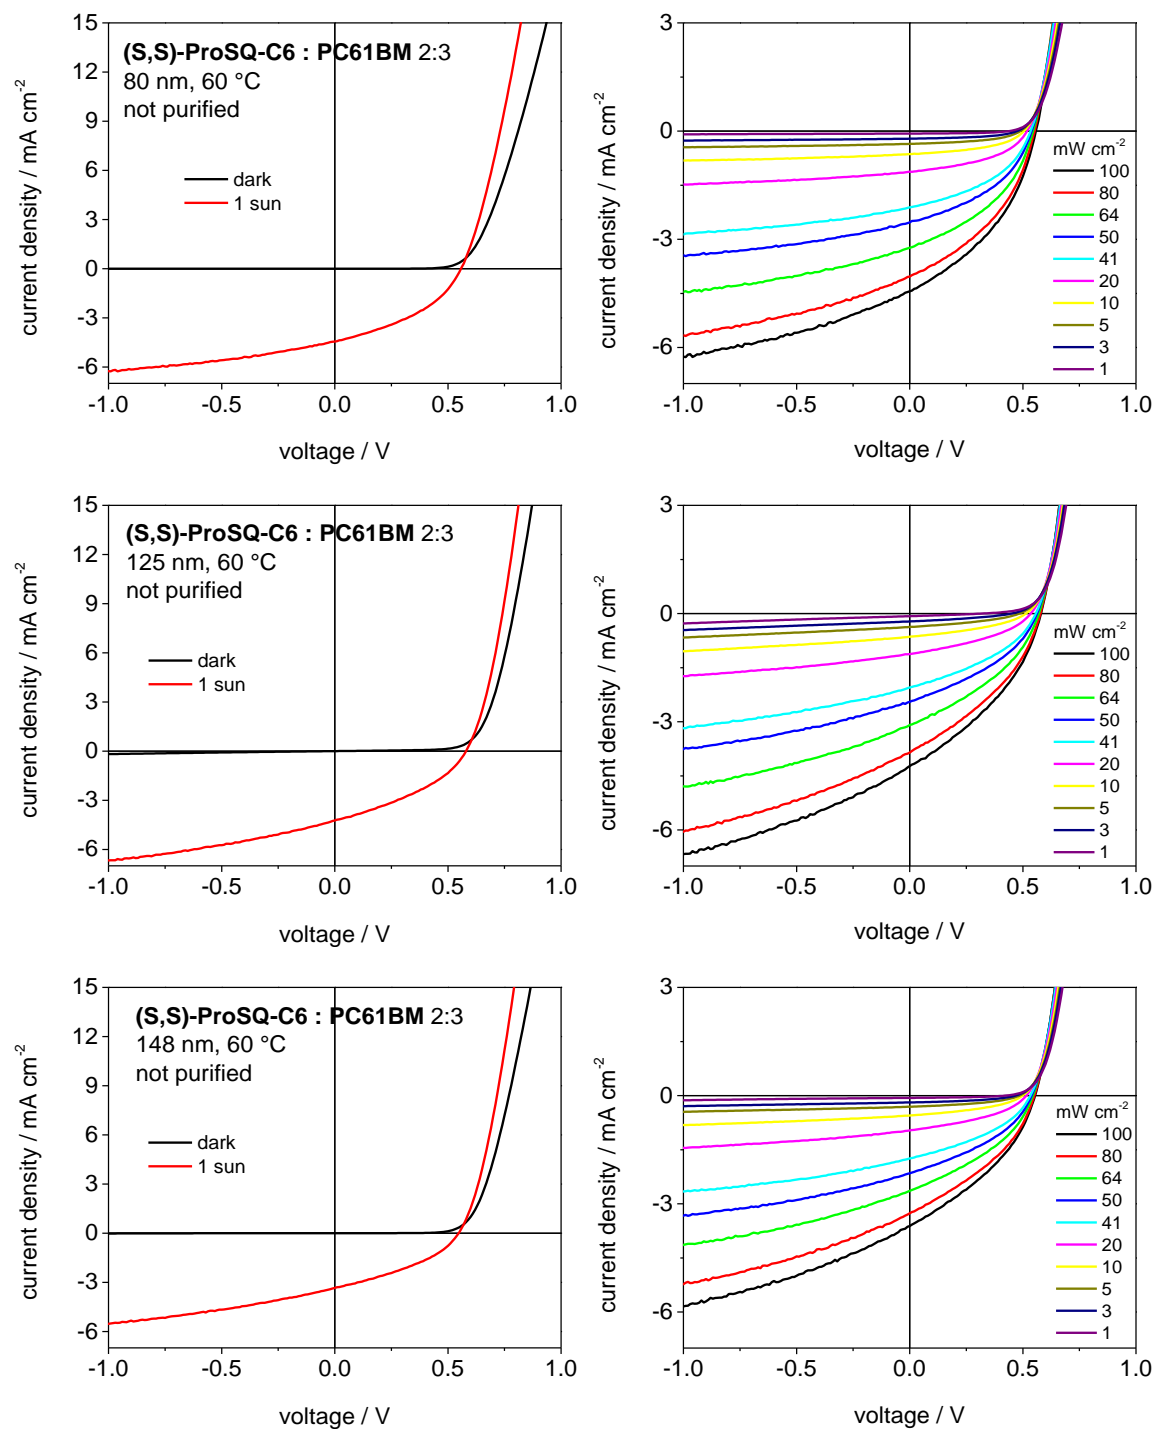 (S,S)-ProSQ-C6 : PC61BM 2:3
80 nm, 60 °C
not purified
dark
1 sun
15
12
9
6
3
0
-3
-6
-1.0 -0.5 0.0 0.5 1.0
voltage / V
current density / mA cm-2
3
0
-3
-6
mW cm-2
100
80
64
50
41
20
10
5
3
1
-1.0 -0.5 0.0 0.5 1.0
voltage / V
current density / mA cm-2
(S,S)-ProSQ-C6 : PC61BM 2:3
125 nm, 60 °C
not purified
dark
1 sun
15
12
9
6
3
0
-3
-6
-1.0 -0.5 0.0 0.5 1.0
voltage / V
current density / mA cm-2
3
0
-3
-6
mW cm-2
100
80
64
50
41
20
10
5
3
1
-1.0 -0.5 0.0 0.5 1.0
voltage / V
current density / mA cm-2
(S,S)-ProSQ-C6 : PC61BM 2:3
148 nm, 60 °C
not purified
dark
1 sun
15
12
9
6
3
0
-3
-6
-1.0 -0.5 0.0 0.5 1.0
voltage / V
current density / mA cm-2
3
0
-3
-6
mW cm-2
100
80
64
50
41
20
10
5
3
1
-1.0 -0.5 0.0 0.5 1.0
voltage / V
current density / mA cm-2